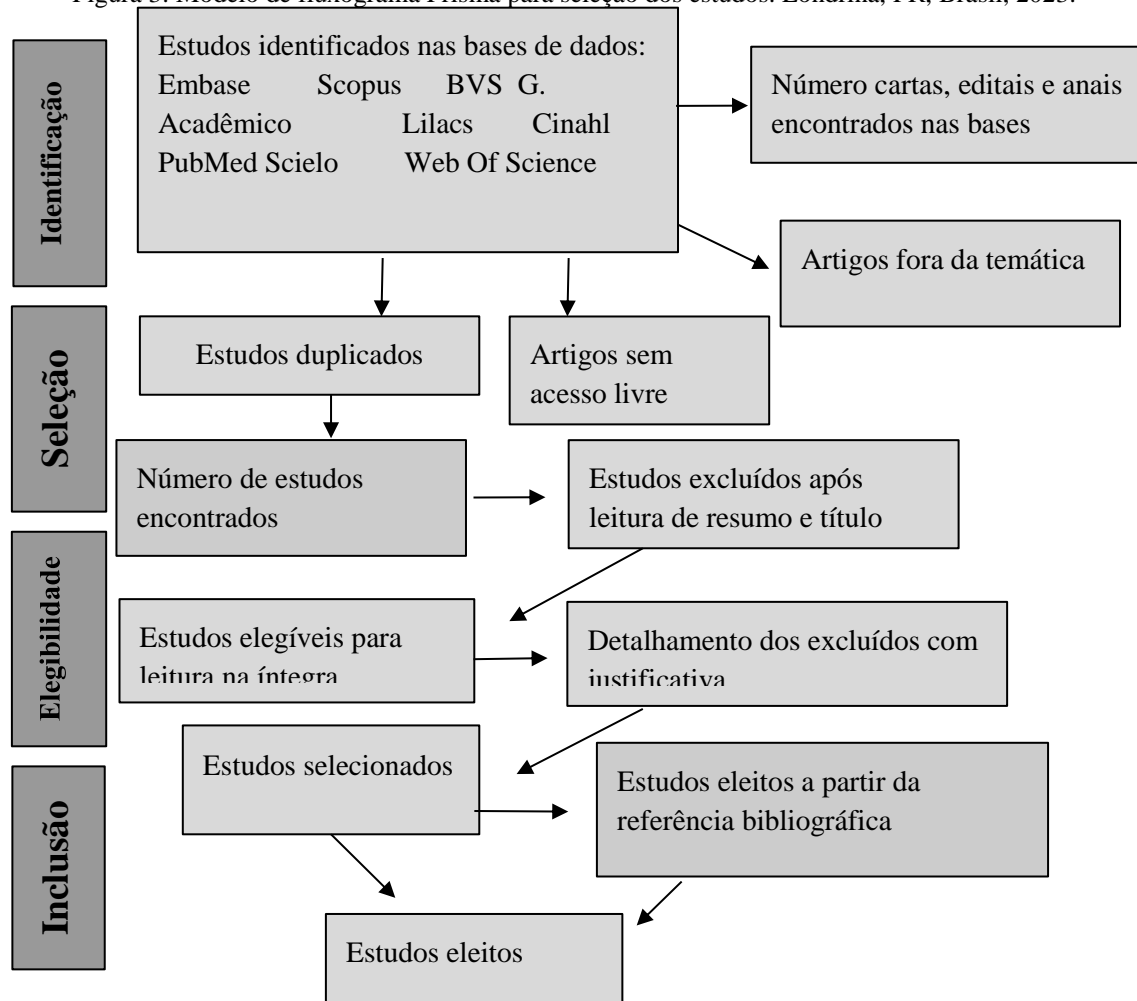 Figura 3. Modelo de fluxograma Prisma para seleção dos estudos. Londrina, PR, Brasil, 2023.
Identificação
Estudos identificados nas bases de dados:
Embase Scopus BVS G.
Acadêmico Lilacs Cinahl
PubMed Scielo Web Of Science
Número cartas, editais e anais
encontrados nas bases
Artigos fora da temática
Seleção
Estudos duplicados
Artigos sem
acesso livre
Número de estudos
encontrados
Estudos excluídos após
leitura de resumo e título
Elegibilidade
Estudos elegíveis para
leitura na íntegra
Detalhamento dos excluídos com
justificativa
Inclusão
Estudos selecionados
Estudos eleitos a partir da
referência bibliográfica
Estudos eleitos